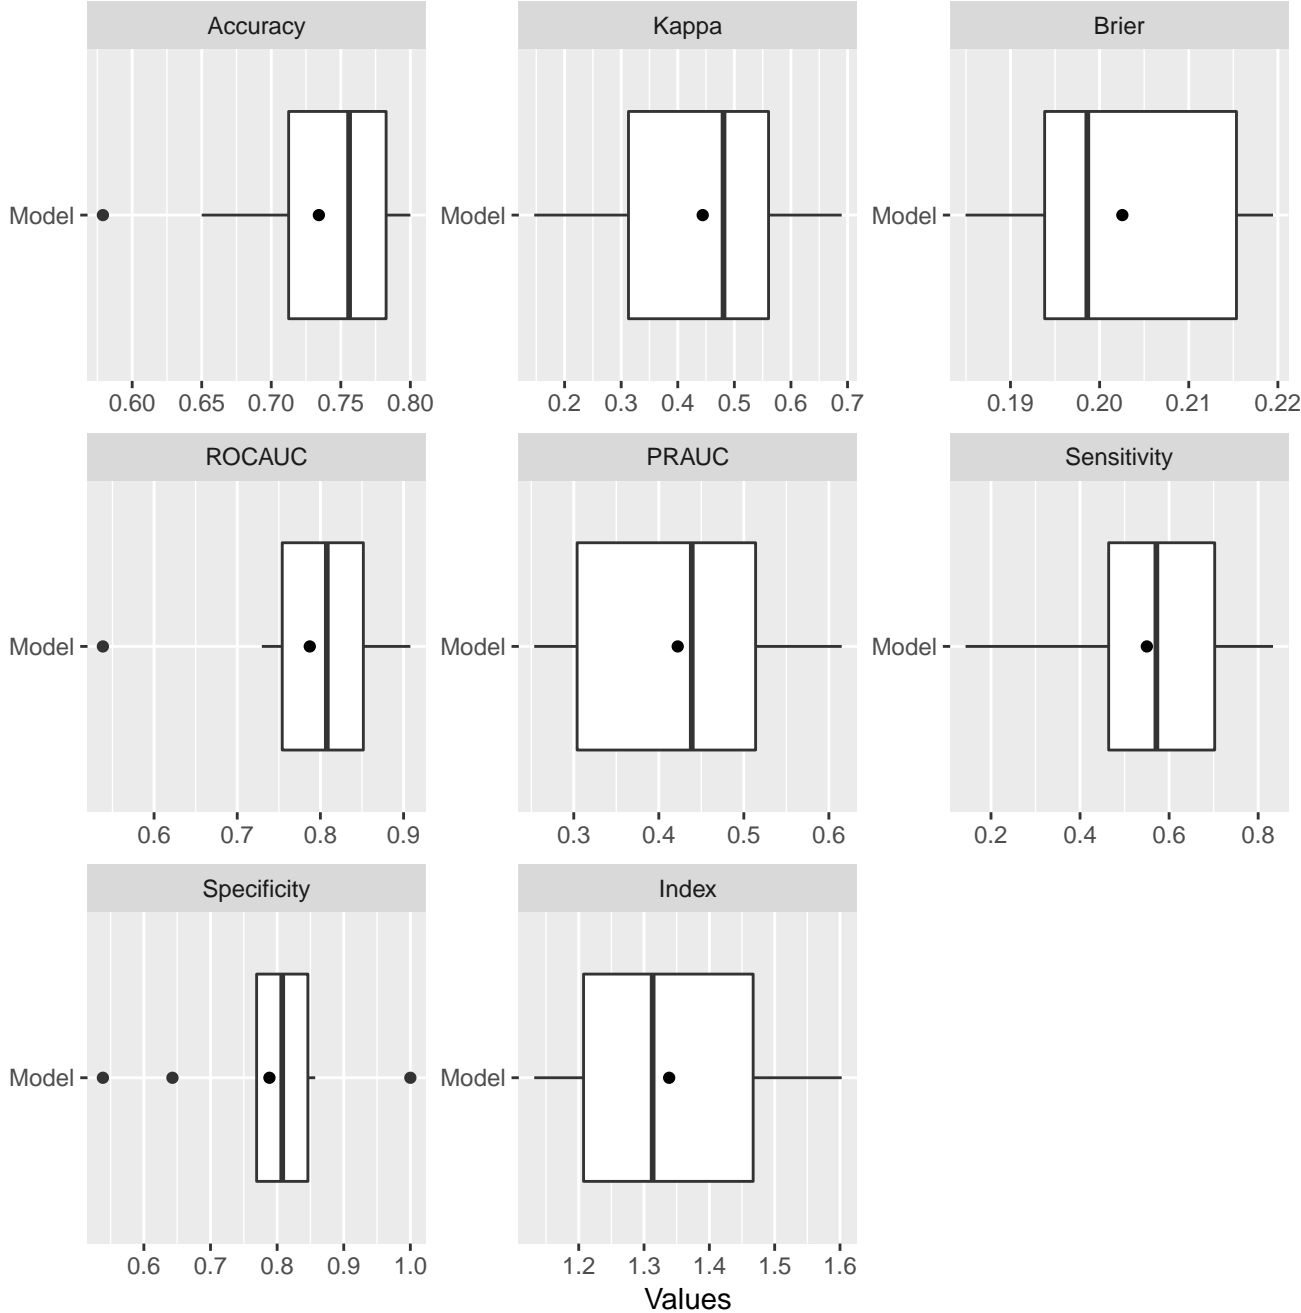 Accuracy Kappa Brier
Model Model Model
0.60 0.65 0.70 0.75 0.80 0.2 0.3 0.4 0.5 0.6 0.7 0.19 0.20 0.21 0.22
ROCAUC PRAUC Sensitivity
Model Model Model
0.6 0.7 0.8 0.9 0.3 0.4 0.5 0.6 0.2 0.4 0.6 0.8
Specificity Index
Model Model
0.6 0.7 0.8 0.9 1.0 1.2 1.3 1.4 1.5 1.6
Values